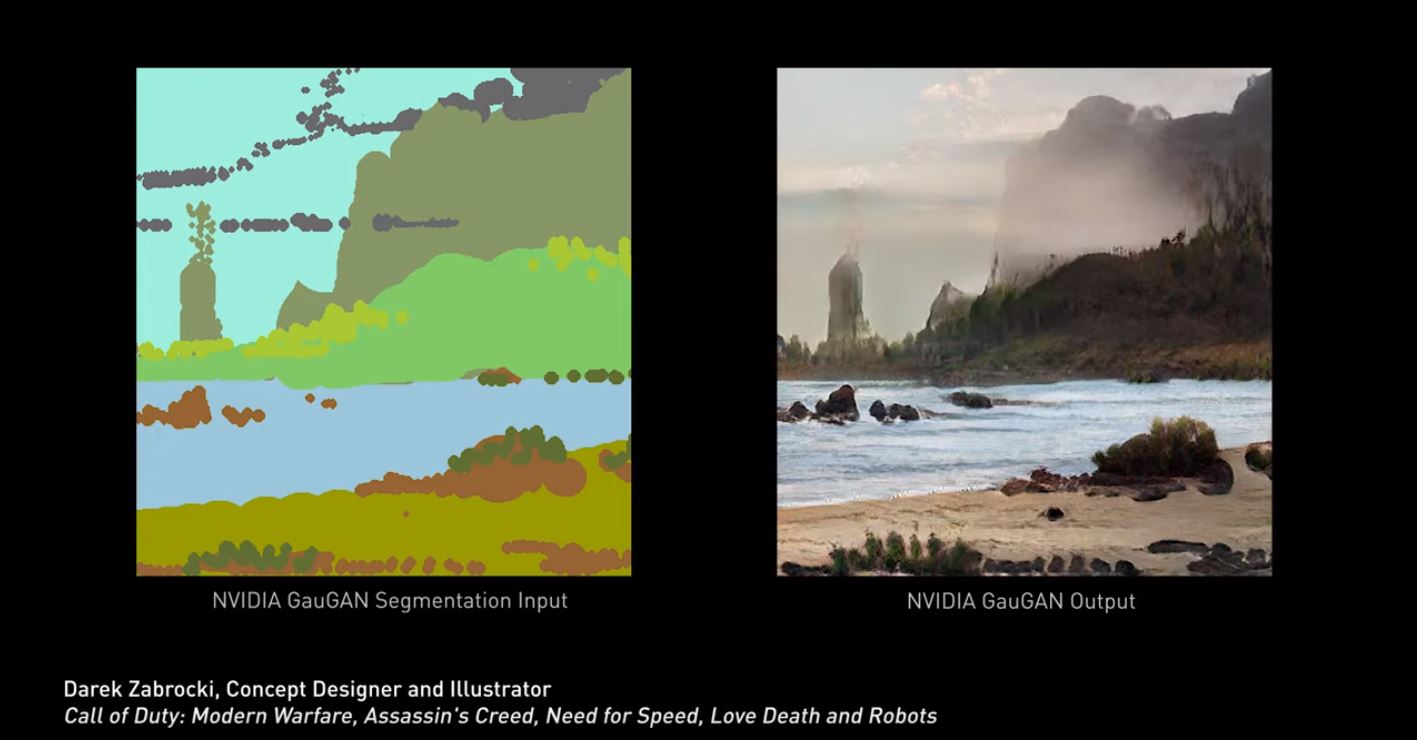 NVIDIA GauGAN Segmentation Input
NVIDIA GauGAN Output
Darek Zabrocki, Concept Designer and Illustrator
Call of Duty: Modern Warfare, Assassin's Creed, Need for Speed, Love Death and Robots